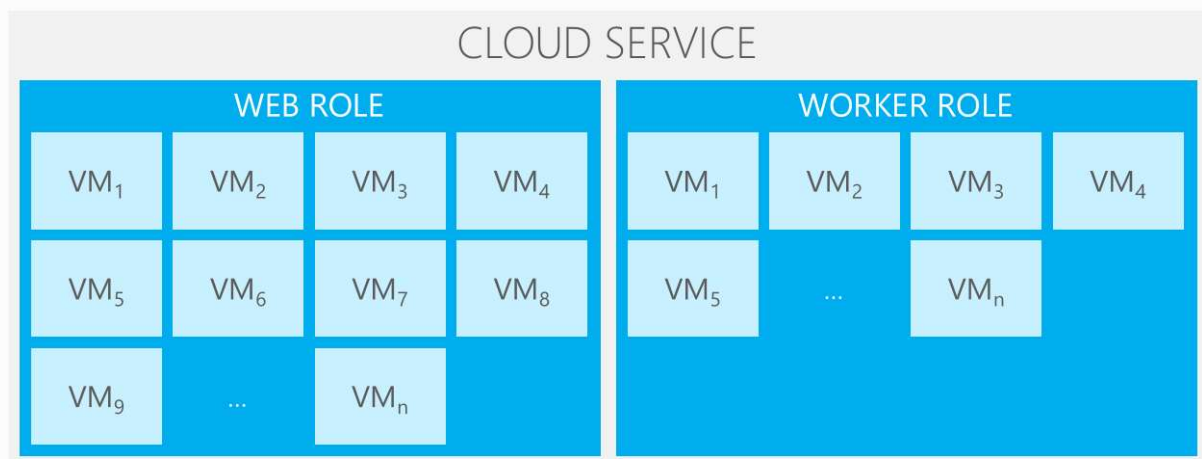 CLOUD SERVICE
WEB ROLE
VM₁ VM₂ VM₃ VM₄
VM₅ VM₆ VM₇ VM₈
VM₉ ... VMₙ
WORKER ROLE
VM₁ VM₂ VM₃ VM₄
VM₅ ... VMₙ